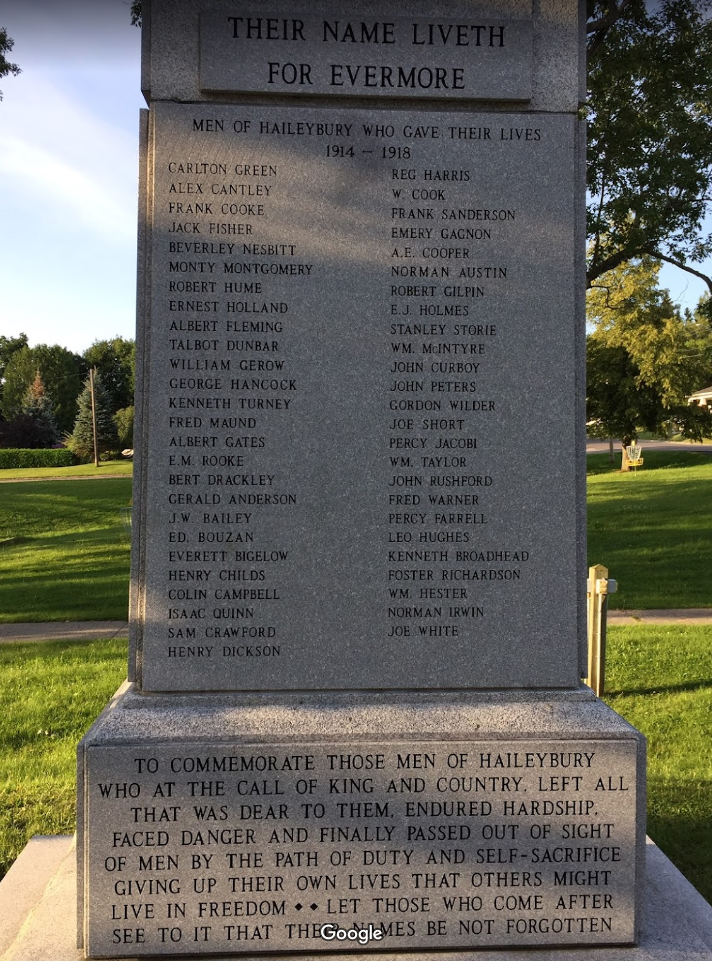 THEIR NAME LIVETH
FOR EVERMORE
MEN OF HAILEYBURY WHO GAVE THEIR LIVES
1914 - 1918
CARLTON GREEN
ALEX CANTLEY
FRANK COOKE
JACK FISHER
BEVERLEY NESBITT
MONTY MONTGOMERY
ROBERT HUME
ERNEST HOLLAND
ALBERT FLEMING
TALBOT DUNBAR
WILLIAM GEROW
GEORGE HANCOCK
KENNETH TURNEY
FRED MAUND
ALBERT GATES
E.M. ROOKE
BERT DRACKLEY
GERALD ANDERSON
J.W. BAILEY
ED. BOUZAN
EVERETT BIGELOW
HENRY CHILDS
COLIN CAMPBELL
ISAAC QUINN
SAM CRAWFORD
HENRY DICKSON
REG HARRIS
W. COOK
FRANK SANDERSON
EMERY GAGNON
A.E. COOPER
NORMAN AUSTIN
ROBERT GILPIN
E.J. HOLMES
STANLEY STORIE
WM. McINTYRE
JOHN CURBOY
JOHN PETERS
GORDON WILDER
JOE SHORT
PERCY JACOBI
WM. TAYLOR
JOHN RUSHFORD
FRED WARNER
PERCY FARRELL
LEO HUGHES
KENNETH BROADHEAD
FOSTER RICHARDSON
WM. HESTER
NORMAN IRWIN
JOE WHITE
TO COMMEMORATE THOSE MEN OF HAILEYBURY
WHO AT THE CALL OF KING AND COUNTRY, LEFT ALL
THAT WAS DEAR TO THEM, ENDURED HARDSHIP,
FACED DANGER AND FINALLY PASSED OUT OF SIGHT
OF MEN BY THE PATH OF DUTY AND SELF-SACRIFICE
GIVING UP THEIR OWN LIVES THAT OTHERS MIGHT
LIVE IN FREEDOM ◆◆ LET THOSE WHO COME AFTER
SEE TO IT THAT THEIR NAMES BE NOT FORGOTTEN
Google